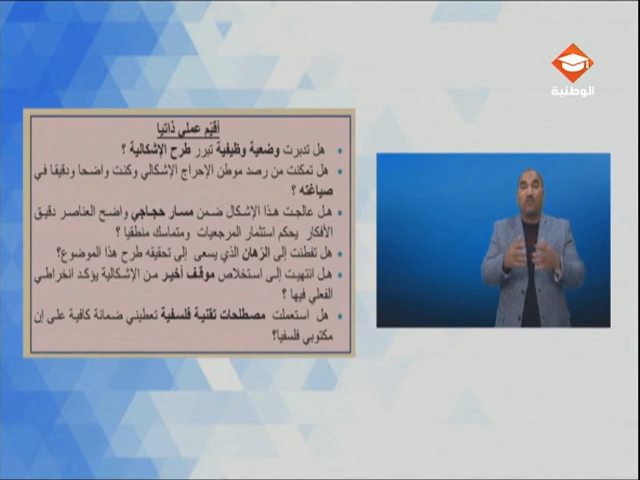 الوطنية
أقيّم عملي ذاتيا
هل تدبرت وضعية وظيفية تبرر طرح الإشكالية ؟
هل تمكنت من رصد موطن الإحراج الإشكالي وكنت واضحا ودقيقا في
صياغته ؟
هل عالجت هذا الإشكال ضمن مسار حجاجي واضح العناصر دقيق
الأفكار يحكم استثمار المرجعيات ومتماسك منطقيا ؟
هل تفطنت إلى الرّهان الذي يسعى إلى تحقيقه طرح هذا الموضوع؟
هل انتهيت إلى استخلاص موقف أخير من الإشكالية يؤكد انخراطي
الفعلي فيها ؟
هل استعملت مصطلحات تقنية فلسفية تعطيني ضمانة كافية على إن
مكتوبي فلسفيا؟